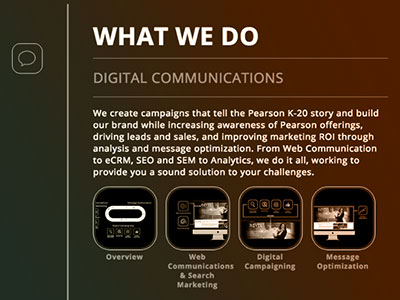 WHAT WE DO
DIGITAL COMMUNICATIONS
We create campaigns that tell the Pearson K-20 story and build
our brand while increasing awareness of Pearson offerings,
driving leads and sales, and improving marketing ROI through
analysis and message optimization. From Web Communication
to eCRM, SEO and SEM to Analytics, we do it all, working to
provide you a sound solution to your challenges.
Overview
Web
Communications
& Search
Marketing
Digital
Campaigning
Message
Optimization